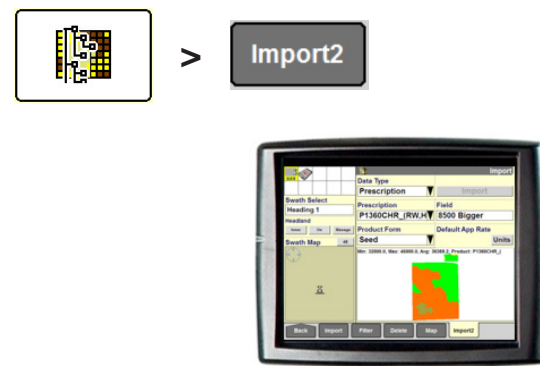 >
Import2
Import
Data Type
Prescription
Import
Swath Select
Heading 1
Prescription
Field
P1360CHR_(RW,H
8500 Bigger
Headland
Manage
Product Form
Default App Rate
Seed
Units
Swath Map
Back
Import
Filter
Delete
Map
Import2